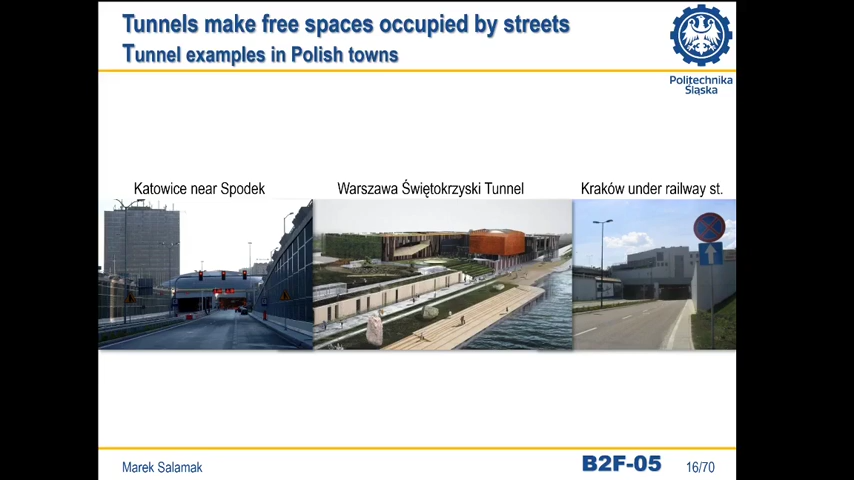 Tunnels make free spaces occupied by streets
Tunnel examples in Polish towns
Politechnika
Śląska
Katowice near Spodek
Warszawa Świętokrzyski Tunnel
Kraków under railway st.
Marek Salamak
B2F-05
16/70